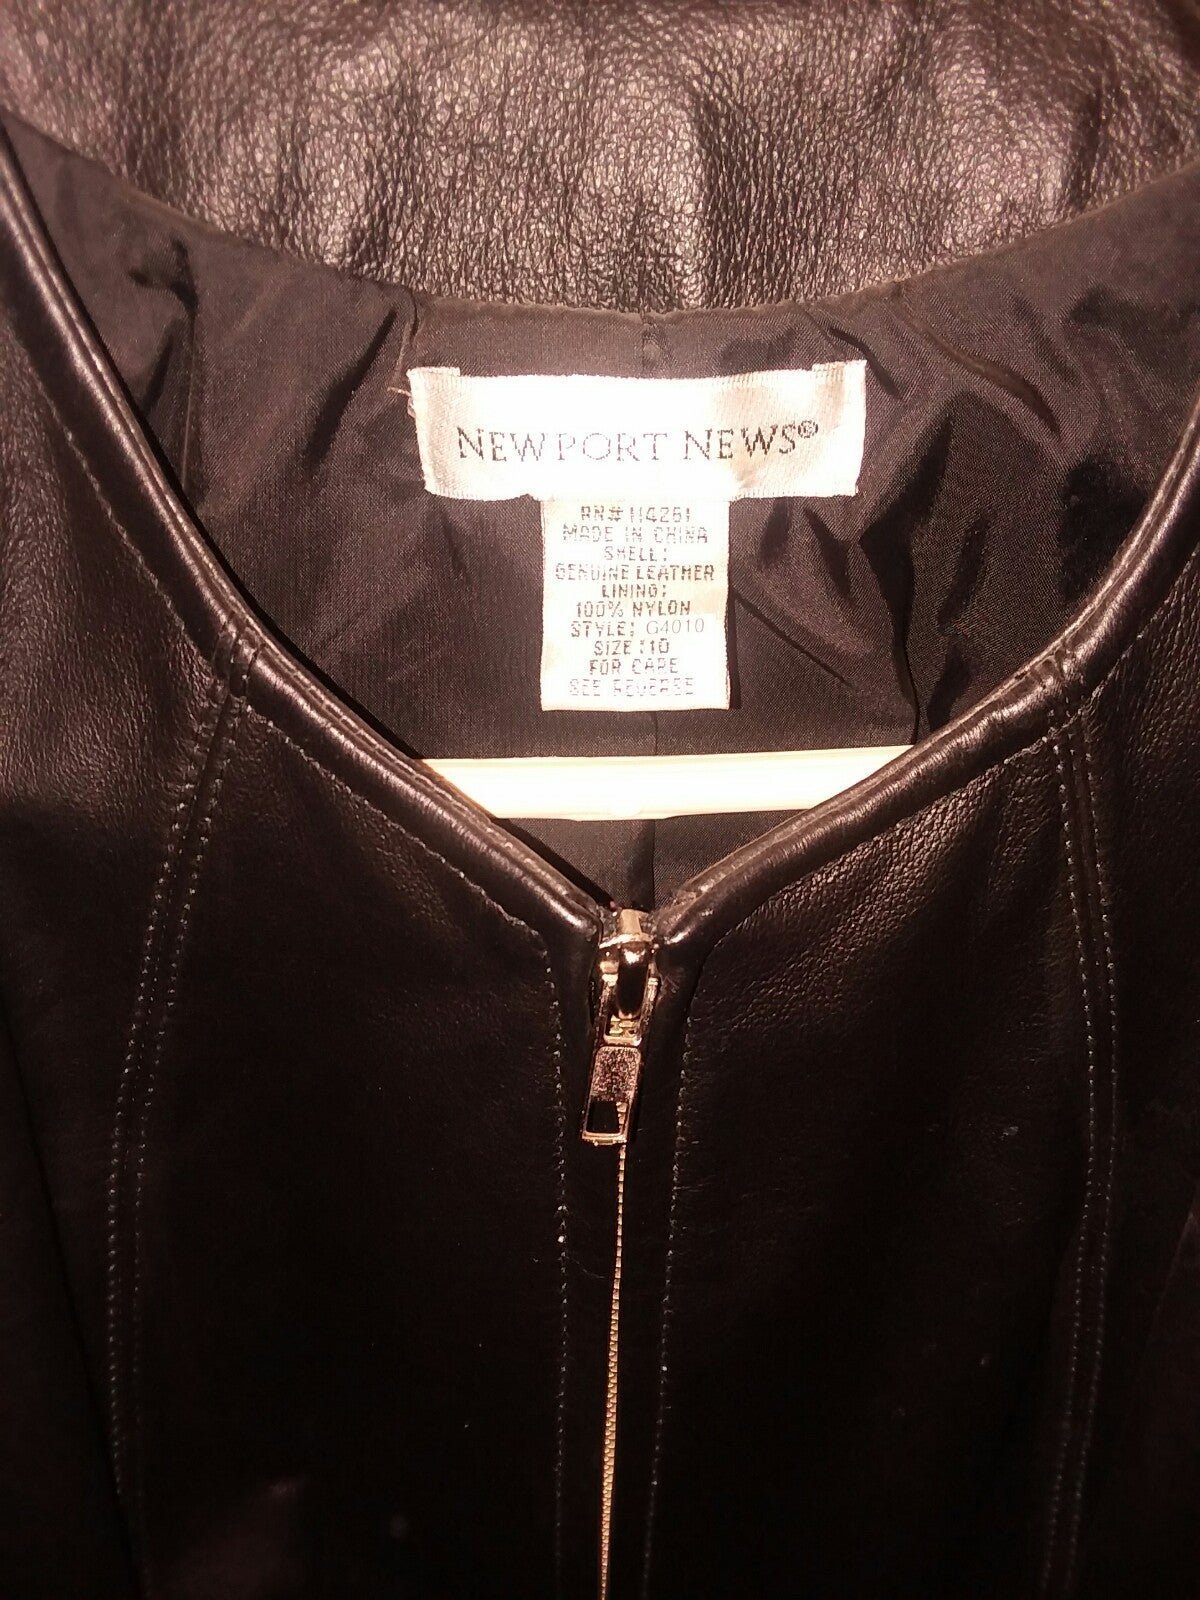 NEWPORT NEWS®
RN# 114251
MADE IN CHINA
SHELL:
GENUINE LEATHER
LINING:
100% NYLON
STYLE: G4010
SIZE:10
FOR CARE
SEE REVERSE